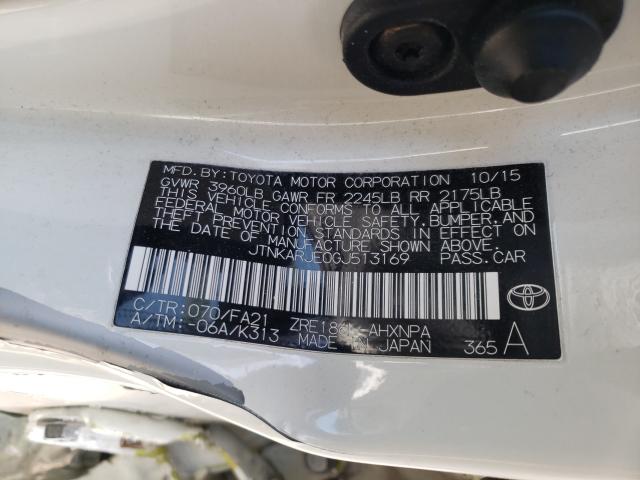 MFD.BY:TOYOTA MOTOR CORPORATION 10/15
GVWR 3960LB GAWR FR 2245LB RR 2175LB
THIS VEHICLE CONFORMS TO ALL APPLICABLE
FEDERAL MOTOR VEHICLE SAFETY,BUMPER,AND
THEFT PREVENTION STANDARDS IN EFFECT ON
THE DATE OF MANUFACTURE SHOWN ABOVE.
JTNKARJE0GJ513169 PASS.CAR
C/TR:070/FA21 ZRE186L-AHXNPA
A/TM:-06A/K313 MADE IN JAPAN 365 A